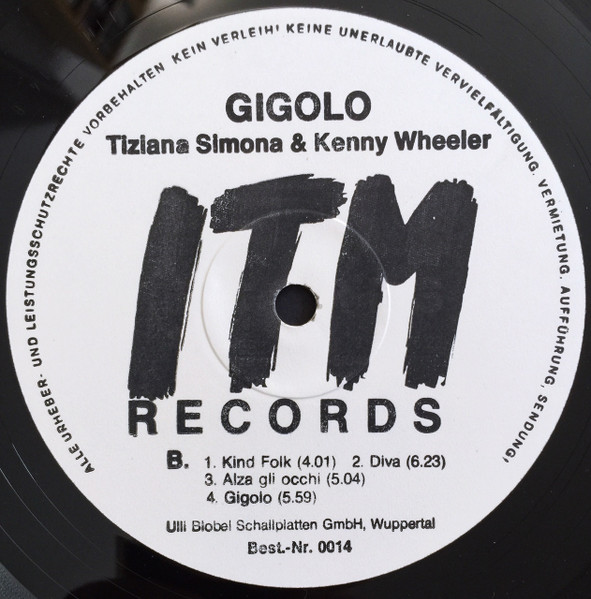 ALLE URHEBER- UND LEISTUNGSSCHUTZRECHTE VORBEHALTEN KEIN VERLEIH! KEINE UNERLAUBTE VERVIELFÄLTIGUNG, VERMIETUNG, AUFFÜHRUNG, SENDUNG!
GIGOLO
Tiziana Simona & Kenny Wheeler
ITM
RECORDS
B. 1. Kind Folk (4.01) 2. Diva (6.23)
3. Alza gli occhi (5.04)
4. Gigolo (5.59)
Ulli Blobel Schallplatten GmbH, Wuppertal
Best.-Nr. 0014